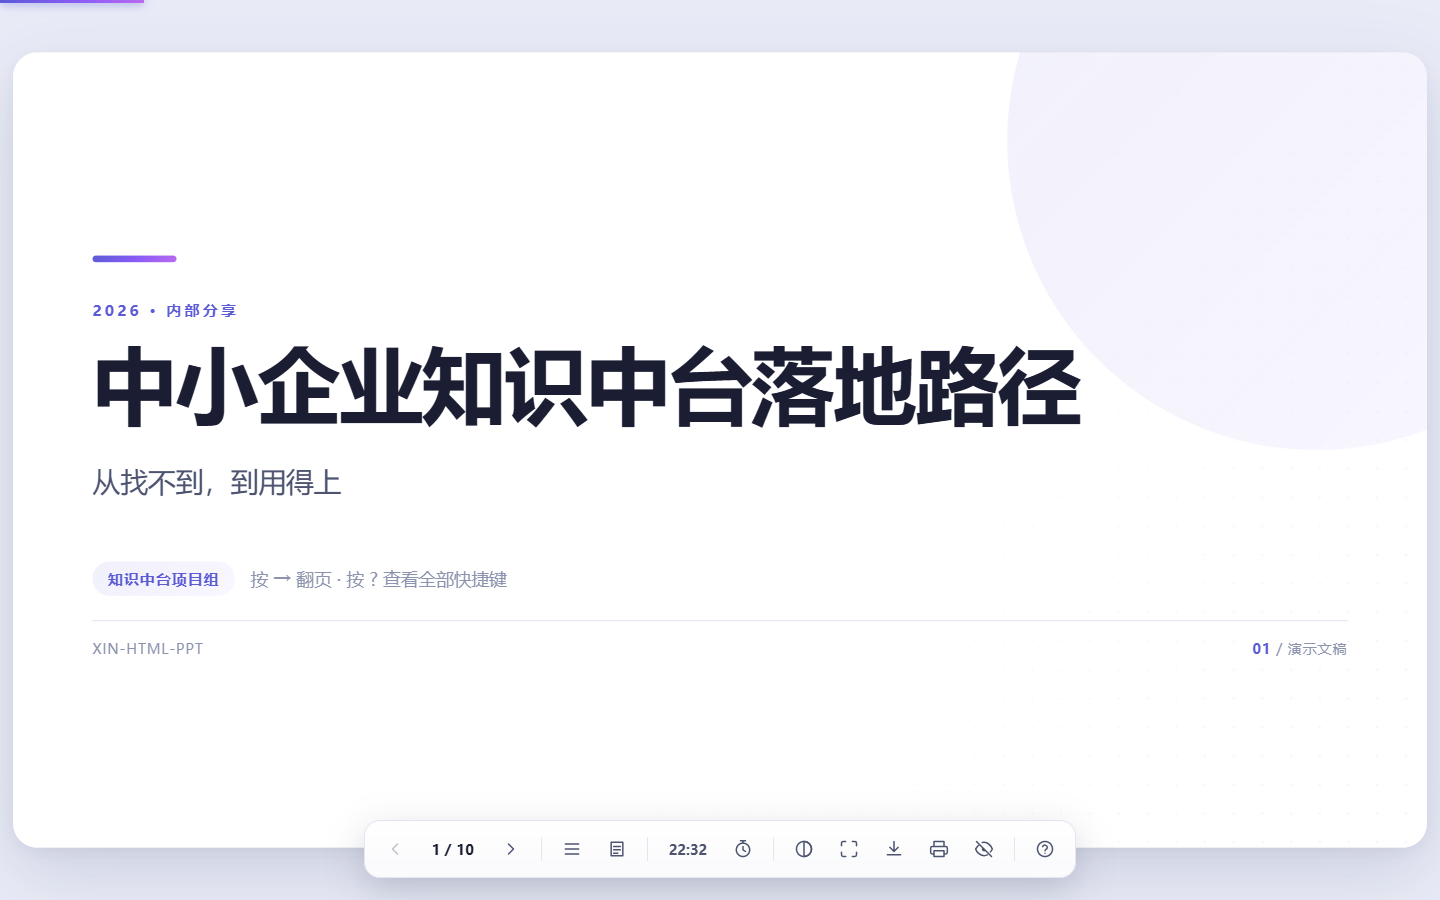 2026 • 内部分享
中小企业知识中台落地路径
从找不到，到用得上
知识中台项目组 按 → 翻页 · 按 ? 查看全部快捷键
XIN-HTML-PPT 01 / 演示文稿
1 / 10 22:32